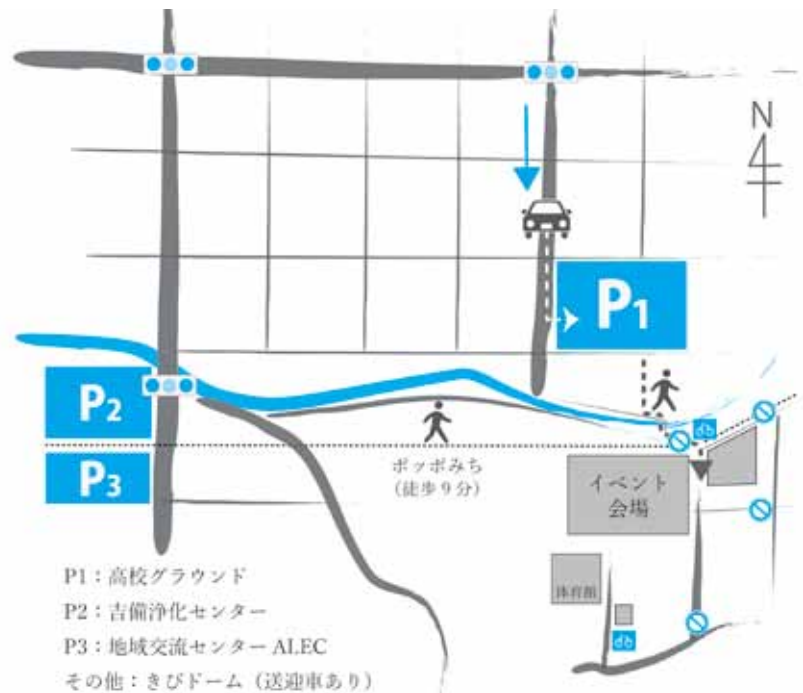 N
P1
P2
P3
ポッポみち
（徒歩９分）
イベント
会場
体育館
P1：高校グラウンド
P2：吉備浄化センター
P3：地域交流センター ALEC
その他：きびドーム（送迎車あり）